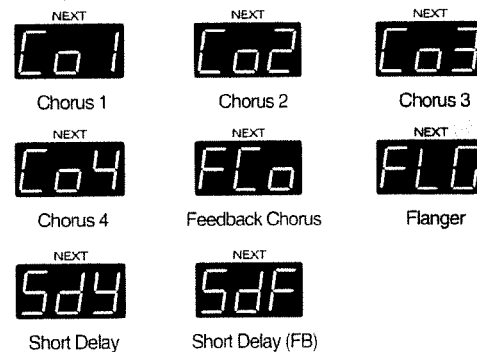 NEXT NEXT NEXT
Co1 Co2 Co3
Chorus 1 Chorus 2 Chorus 3
NEXT NEXT NEXT
Co4 FCo FL
Chorus 4 Feedback Chorus Flanger
NEXT NEXT
Sdy SdF
Short Delay Short Delay (FB)